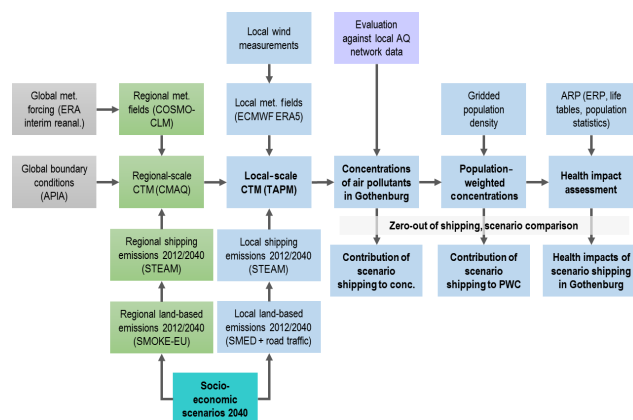 Local wind
measurements
Evaluation
against local AQ
network data
Global met.
forcing (ERA
interim reanal.)
Regional met.
fields (COSMO-
CLM)
Local met. fields
(ECMWF ERA5)
Gridded
population
density
ARP (ERP, life
tables, population
statistics)
Global boundary
conditions
(APIA)
Regional-scale
CTM (CMAQ)
Local-scale
CTM (TAPM)
Concentrations
of air pollutants
in Gothenburg
Population-
weighted
concentrations
Health impact
assessment
Zero-out of shipping, scenario comparison
Regional shipping
emissions 2012/2040
(STEAM)
Local shipping
emissions 2012/2040
(STEAM)
Contribution of
scenario
shipping to conc.
Contribution of
scenario
shipping to PWC
Health impacts of
scenario shipping
in Gothenburg
Regional land-based
emissions 2012/2040
(SMOKE-EU)
Local land-based
emissions 2012/2040
(SMED + road traffic)
Socio-
economic
scenarios 2040